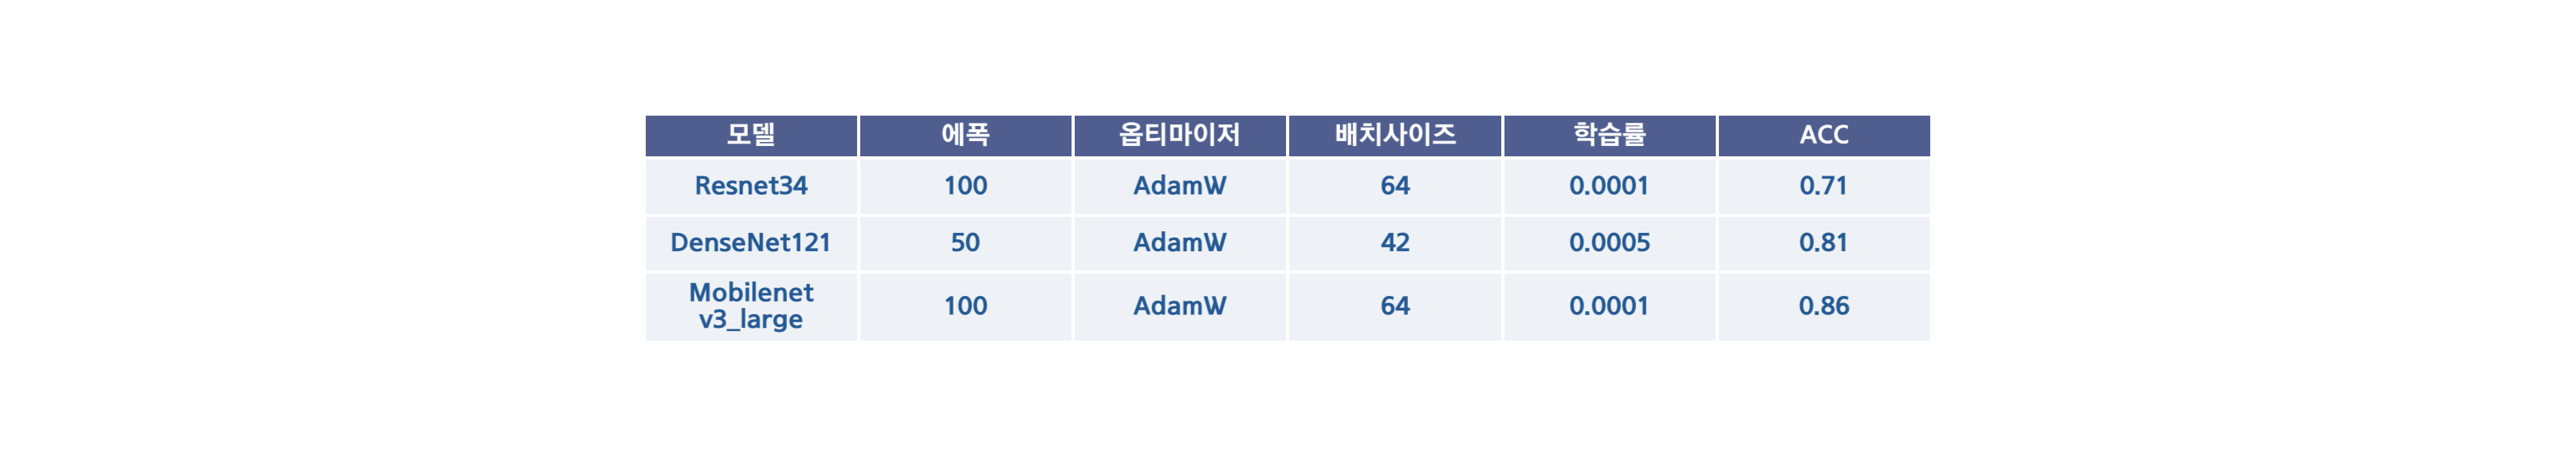 모델 에폭 옵티마이저 배치사이즈 학습률 ACC
Resnet34 100 AdamW 64 0.0001 0.71
DenseNet121 50 AdamW 42 0.0005 0.81
Mobilenet
v3_large 100 AdamW 64 0.0001 0.86